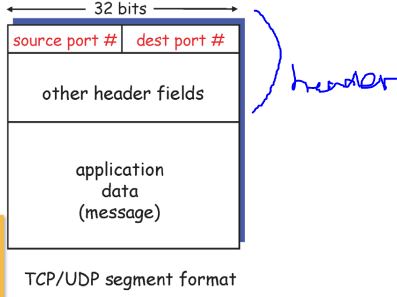 32 bits
source port # dest port #
other header fields
header
application
data
(message)
TCP/UDP segment format